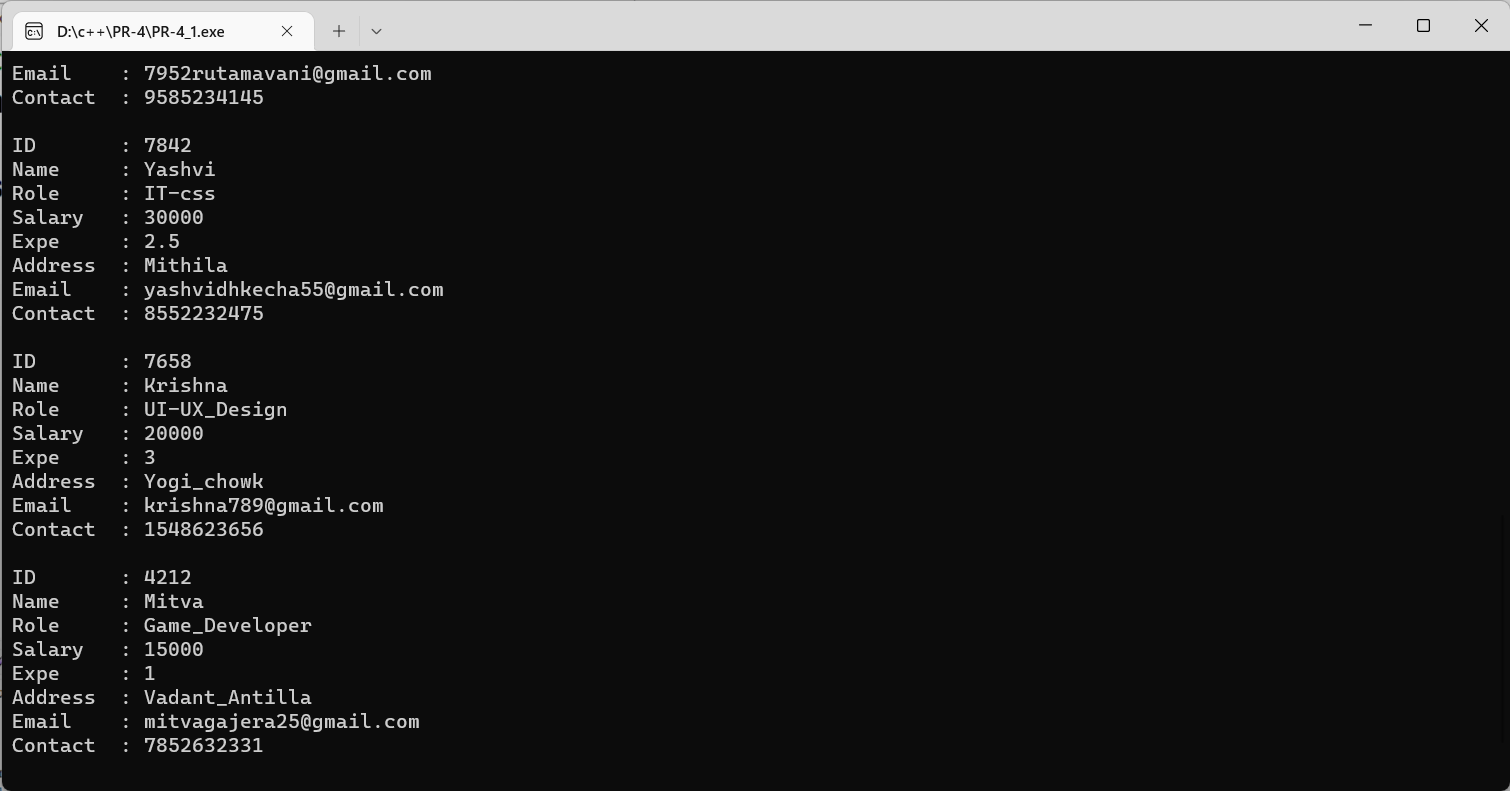 D:\c++\PR-4\PR-4_1.exe
Email    : 7952rutamavani@gmail.com
Contact  : 9585234145
ID       : 7842
Name     : Yashvi
Role     : IT-css
Salary   : 30000
Expe     : 2.5
Address  : Mithila
Email    : yashvidhkecha55@gmail.com
Contact  : 8552232475
ID       : 7658
Name     : Krishna
Role     : UI-UX_Design
Salary   : 20000
Expe     : 3
Address  : Yogi_chowk
Email    : krishna789@gmail.com
Contact  : 1548623656
ID       : 4212
Name     : Mitva
Role     : Game_Developer
Salary   : 15000
Expe     : 1
Address  : Vadant_Antilla
Email    : mitvagajera25@gmail.com
Contact  : 7852632331